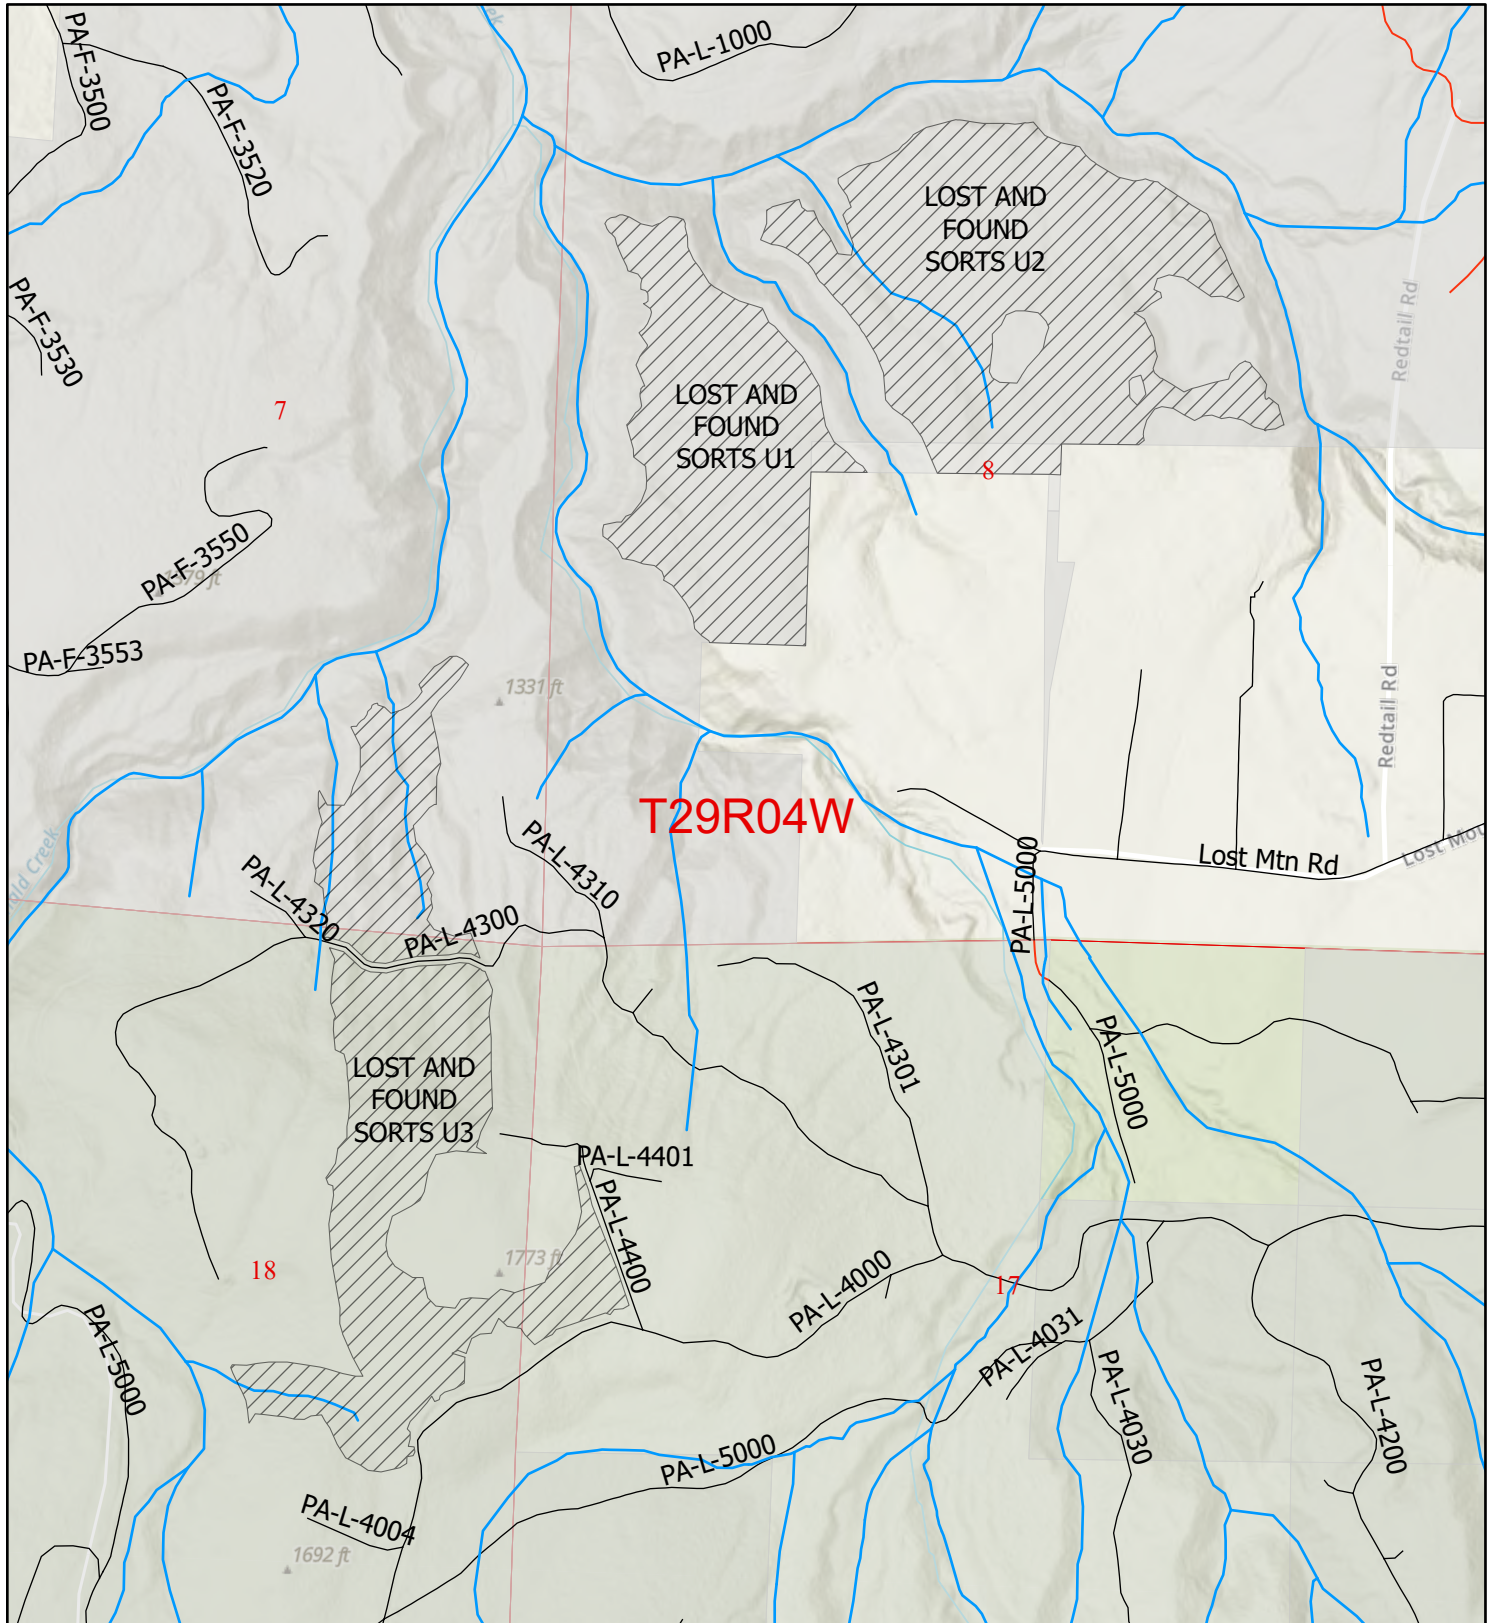 PA-F-3500
PA-L-1000
PA-F-3520
LOST AND
FOUND
SORTS U2
PA-F-3530
Redtail Rd
7
LOST AND
FOUND
SORTS U1
8
PA-F-3550
PA-F-3553
1331 ft
Redtail Rd
T29R04W
PA-L-4310
PA-L-5000
Lost Mtn Rd
Creek
PA-L-4320
PA-L-4300
PA-L-4301
PA-L-5000
LOST AND
FOUND
SORTS U3
PA-L-4401
PA-L-4400
1773 ft
18
PA-L-4000
17
PA-L-4031
PA-L-5000
PA-L-4030
PA-L-4200
PA-L-5000
PA-L-4004
1692 ft